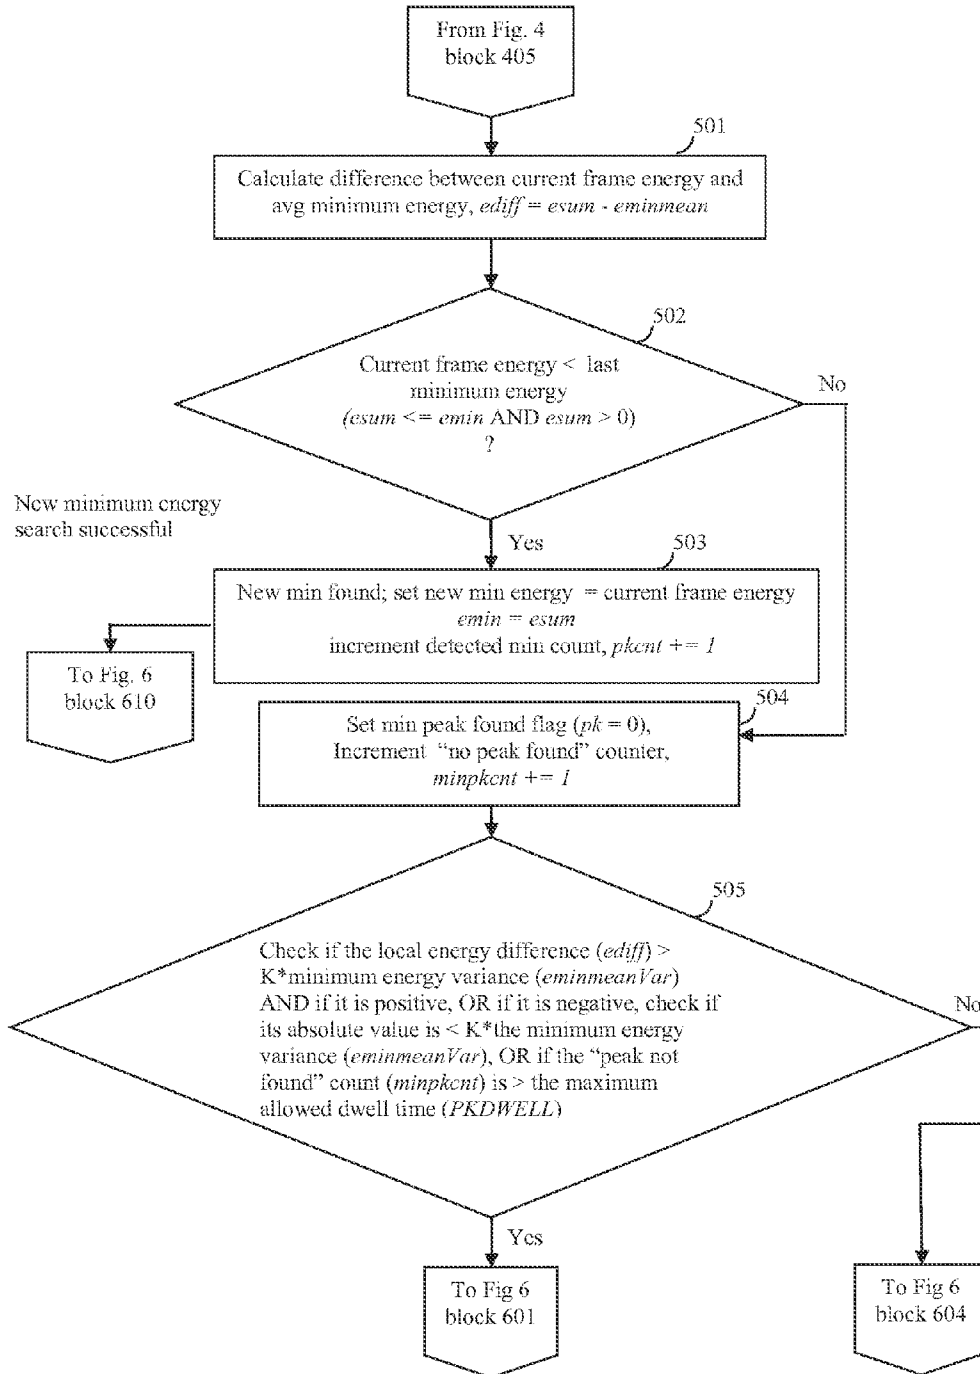 From Fig. 4
block 405
501
Calculate difference between current frame energy and
avg minimum energy, ediff = esum - eminmean
502
Current frame energy < last
minimum energy
(esum <= emin AND esum > 0)
?
No
New minimum energy
search successful
Yes
503
New min found; set new min energy = current frame energy
emin = esum
increment detected min count, pkcnt += 1
To Fig. 6
block 610
504
Set min peak found flag (pk = 0),
Increment “no peak found” counter,
minpkcnt += 1
505
Check if the local energy difference (ediff) >
K*minimum energy variance (eminmeanVar)
AND if it is positive, OR if it is negative, check if
its absolute value is < K*the minimum energy
variance (eminmeanVar), OR if the “peak not
found” count (minpkcnt) is > the maximum
allowed dwell time (PKDWELL)
No
Yes
To Fig 6
block 601
To Fig 6
block 604